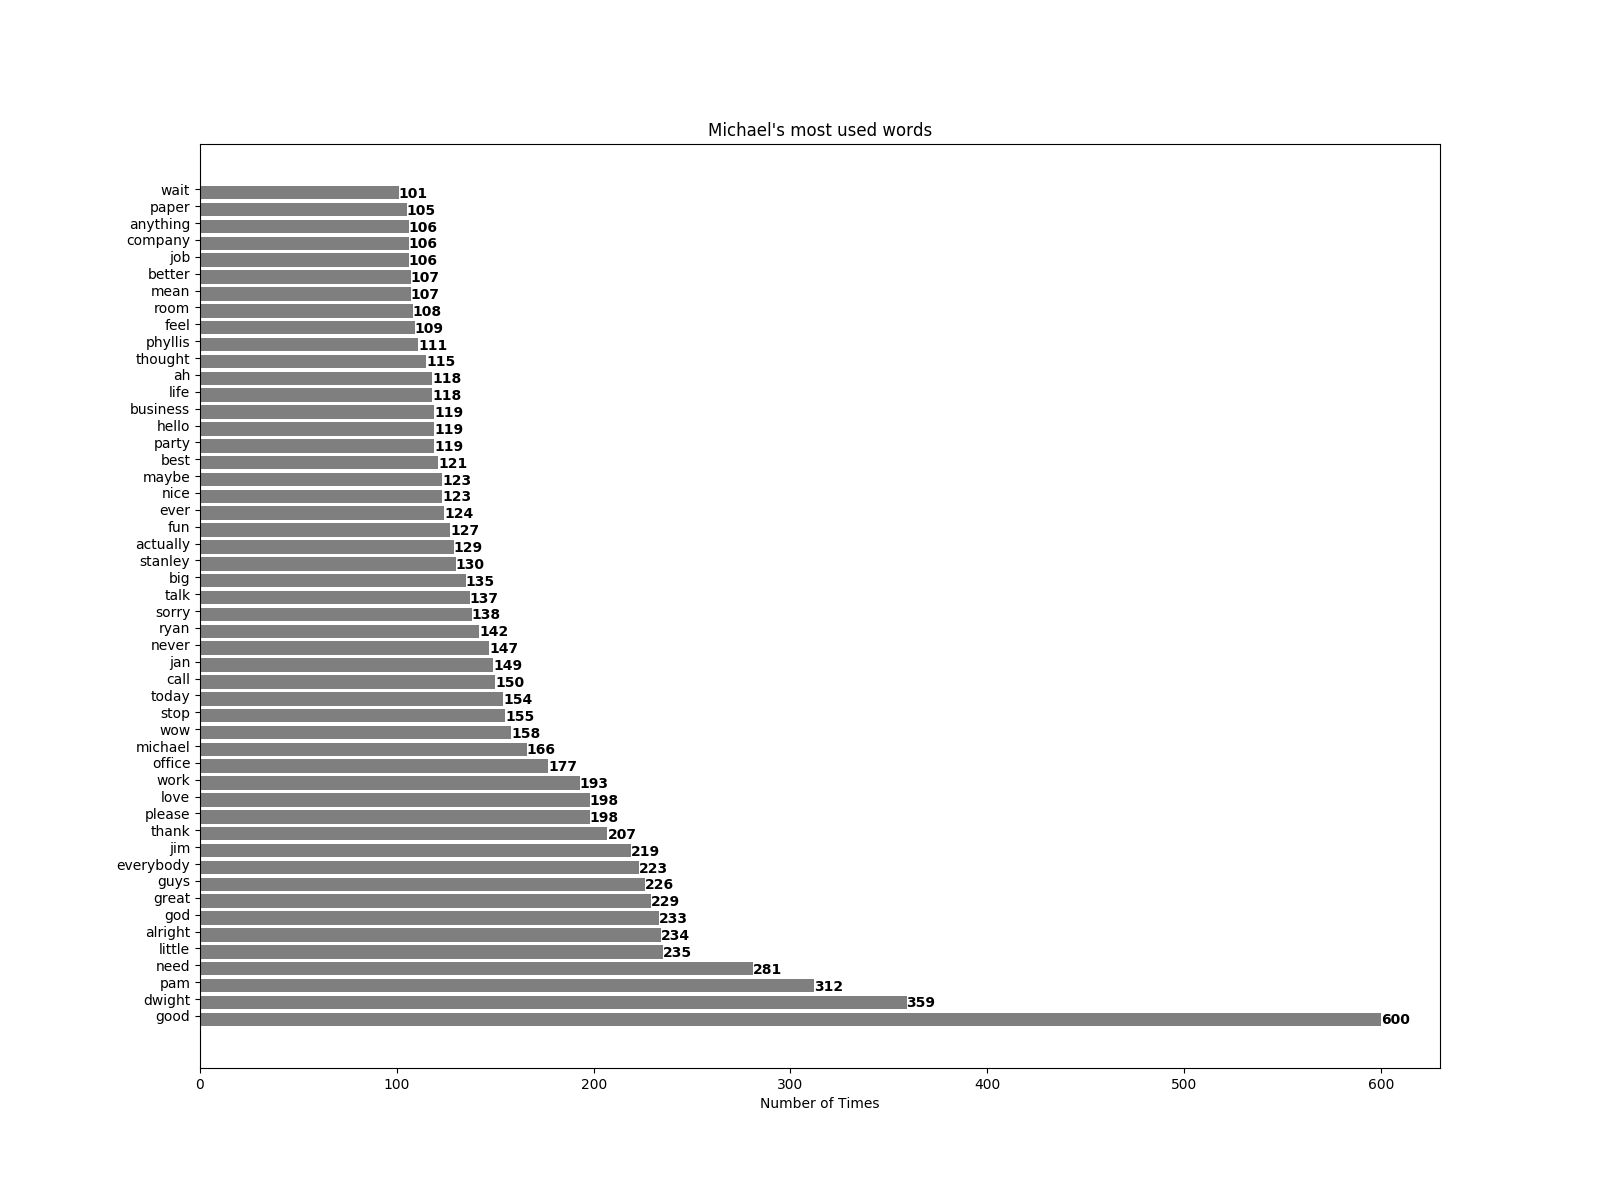 Michael's most used words
wait 101
paper 105
anything 106
company 106
job 106
better 107
mean 107
room 108
feel 109
phyllis 111
thought 115
ah 118
life 118
business 119
hello 119
party 119
best 121
maybe 123
nice 123
ever 124
fun 127
actually 129
stanley 130
big 135
talk 137
sorry 138
ryan 142
never 147
jan 149
call 150
today 154
stop 155
wow 158
michael 166
office 177
work 193
love 198
please 198
thank 207
jim 219
everybody 223
guys 226
great 229
god 233
alright 234
little 235
need 281
pam 312
dwight 359
good 600
0 100 200 300 400 500 600
Number of Times